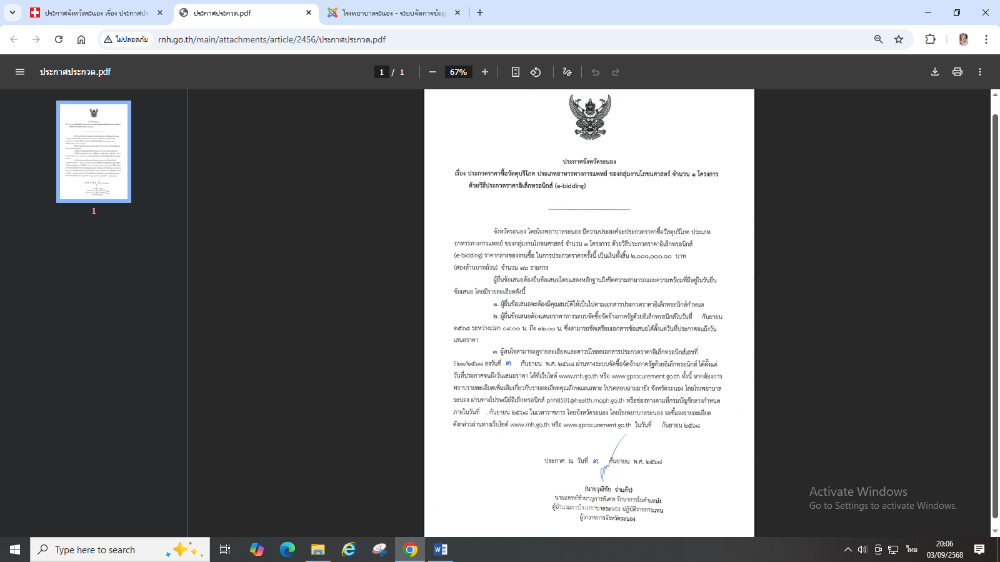 ประกาศจังหวัดระนอง เรื่อง ประกาศปร
ประกาศประกวด.pdf
โรงพยาบาลระนอง - ระบบจัดการข้อมู
ไม่ปลอดภัย
rnh.go.th/main/attachments/article/2456/ประกาศประกวด.pdf
ประกาศประกวด.pdf
1 / 1
67%
1
ประกาศจังหวัดระนอง
เรื่อง ประกวดราคาซื้อวัสดุบริโภค ประเภทอาหารทางการแพทย์ ของกลุ่มงานโภชนศาสตร์ จำนวน ๑ โครงการ
ด้วยวิธีประกวดราคาอิเล็กทรอนิกส์ (e-bidding)
จังหวัดระนอง โดยโรงพยาบาลระนอง มีความประสงค์จะประกวดราคาซื้อวัสดุบริโภค ประเภท
อาหารทางการแพทย์ ของกลุ่มงานโภชนศาสตร์ จำนวน ๑ โครงการ ด้วยวิธีประกวดราคาอิเล็กทรอนิกส์
(e-bidding) ราคากลางของงานซื้อ ในการประกวดราคาครั้งนี้ เป็นเงินทั้งสิ้น ๒,๐๐๐,๐๐๐.๐๐ บาท
(สองล้านบาทถ้วน) จำนวน ๑๖ รายการ
ผู้ยื่นข้อเสนอต้องยื่นข้อเสนอโดยแสดงหลักฐานถึงขีดความสามารถและความพร้อมที่มีอยู่ในวันยื่น
ข้อเสนอ โดยมีรายละเอียดดังนี้
๑. ผู้ยื่นข้อเสนอจะต้องมีคุณสมบัติให้เป็นไปตามเอกสารประกวดราคาอิเล็กทรอนิกส์กำหนด
๒. ผู้ยื่นข้อเสนอต้องเสนอราคาทางระบบจัดซื้อจัดจ้างภาครัฐด้วยอิเล็กทรอนิกส์ในวันที่ กันยายน
๒๕๖๘ ระหว่างเวลา ๐๙.๐๐ น. ถึง ๑๒.๐๐ น. ซึ่งสามารถจัดเตรียมเอกสารข้อเสนอได้ตั้งแต่วันที่ประกาศจนถึงวัน
เสนอราคา
๓. ผู้สนใจสามารถดูรายละเอียดและดาวน์โหลดเอกสารประกวดราคาอิเล็กทรอนิกส์เลขที่
E๒๑/๒๕๖๘ ลงวันที่ ๓ กันยายน พ.ศ. ๒๕๖๘ ผ่านทางระบบจัดซื้อจัดจ้างภาครัฐด้วยอิเล็กทรอนิกส์ ได้ตั้งแต่
วันที่ประกาศจนถึงวันเสนอราคา ได้ที่เว็บไซต์ www.rnh.go.th หรือ www.gprocurement.go.th ทั้งนี้ หากต้องการ
ทราบรายละเอียดเพิ่มเติมเกี่ยวกับรายละเอียดคุณลักษณะเฉพาะ โปรดสอบถามมายัง จังหวัดระนอง โดยโรงพยาบาล
ระนอง ผ่านทางไปรษณีย์อิเล็กทรอนิกส์ phh8501@health.moph.go.th หรือช่องทางตามที่กรมบัญชีกลางกำหนด
ภายในวันที่ . กันยายน ๒๕๖๘ ในเวลาราชการ โดยจังหวัดระนอง โดยโรงพยาบาลระนอง จะชี้แจงรายละเอียด
ดังกล่าวผ่านทางเว็บไซต์ www.rnh.go.th หรือ www.gprocurement.go.th ในวันที่ กันยายน ๒๕๖๘
ประกาศ ณ วันที่ ๓ กันยายน พ.ศ. ๒๕๖๘
(นายวุฒิชัย จ่าแก้ว)
นายแพทย์ชำนาญการพิเศษ รักษาการในตำแหน่ง
ผู้อำนวยการโรงพยาบาลระนอง ปฏิบัติราชการแทน
ผู้ว่าราชการจังหวัดระนอง
Activate Windows
Go to Settings to activate Windows.
Type here to search
ไทย
20:06
03/09/2568